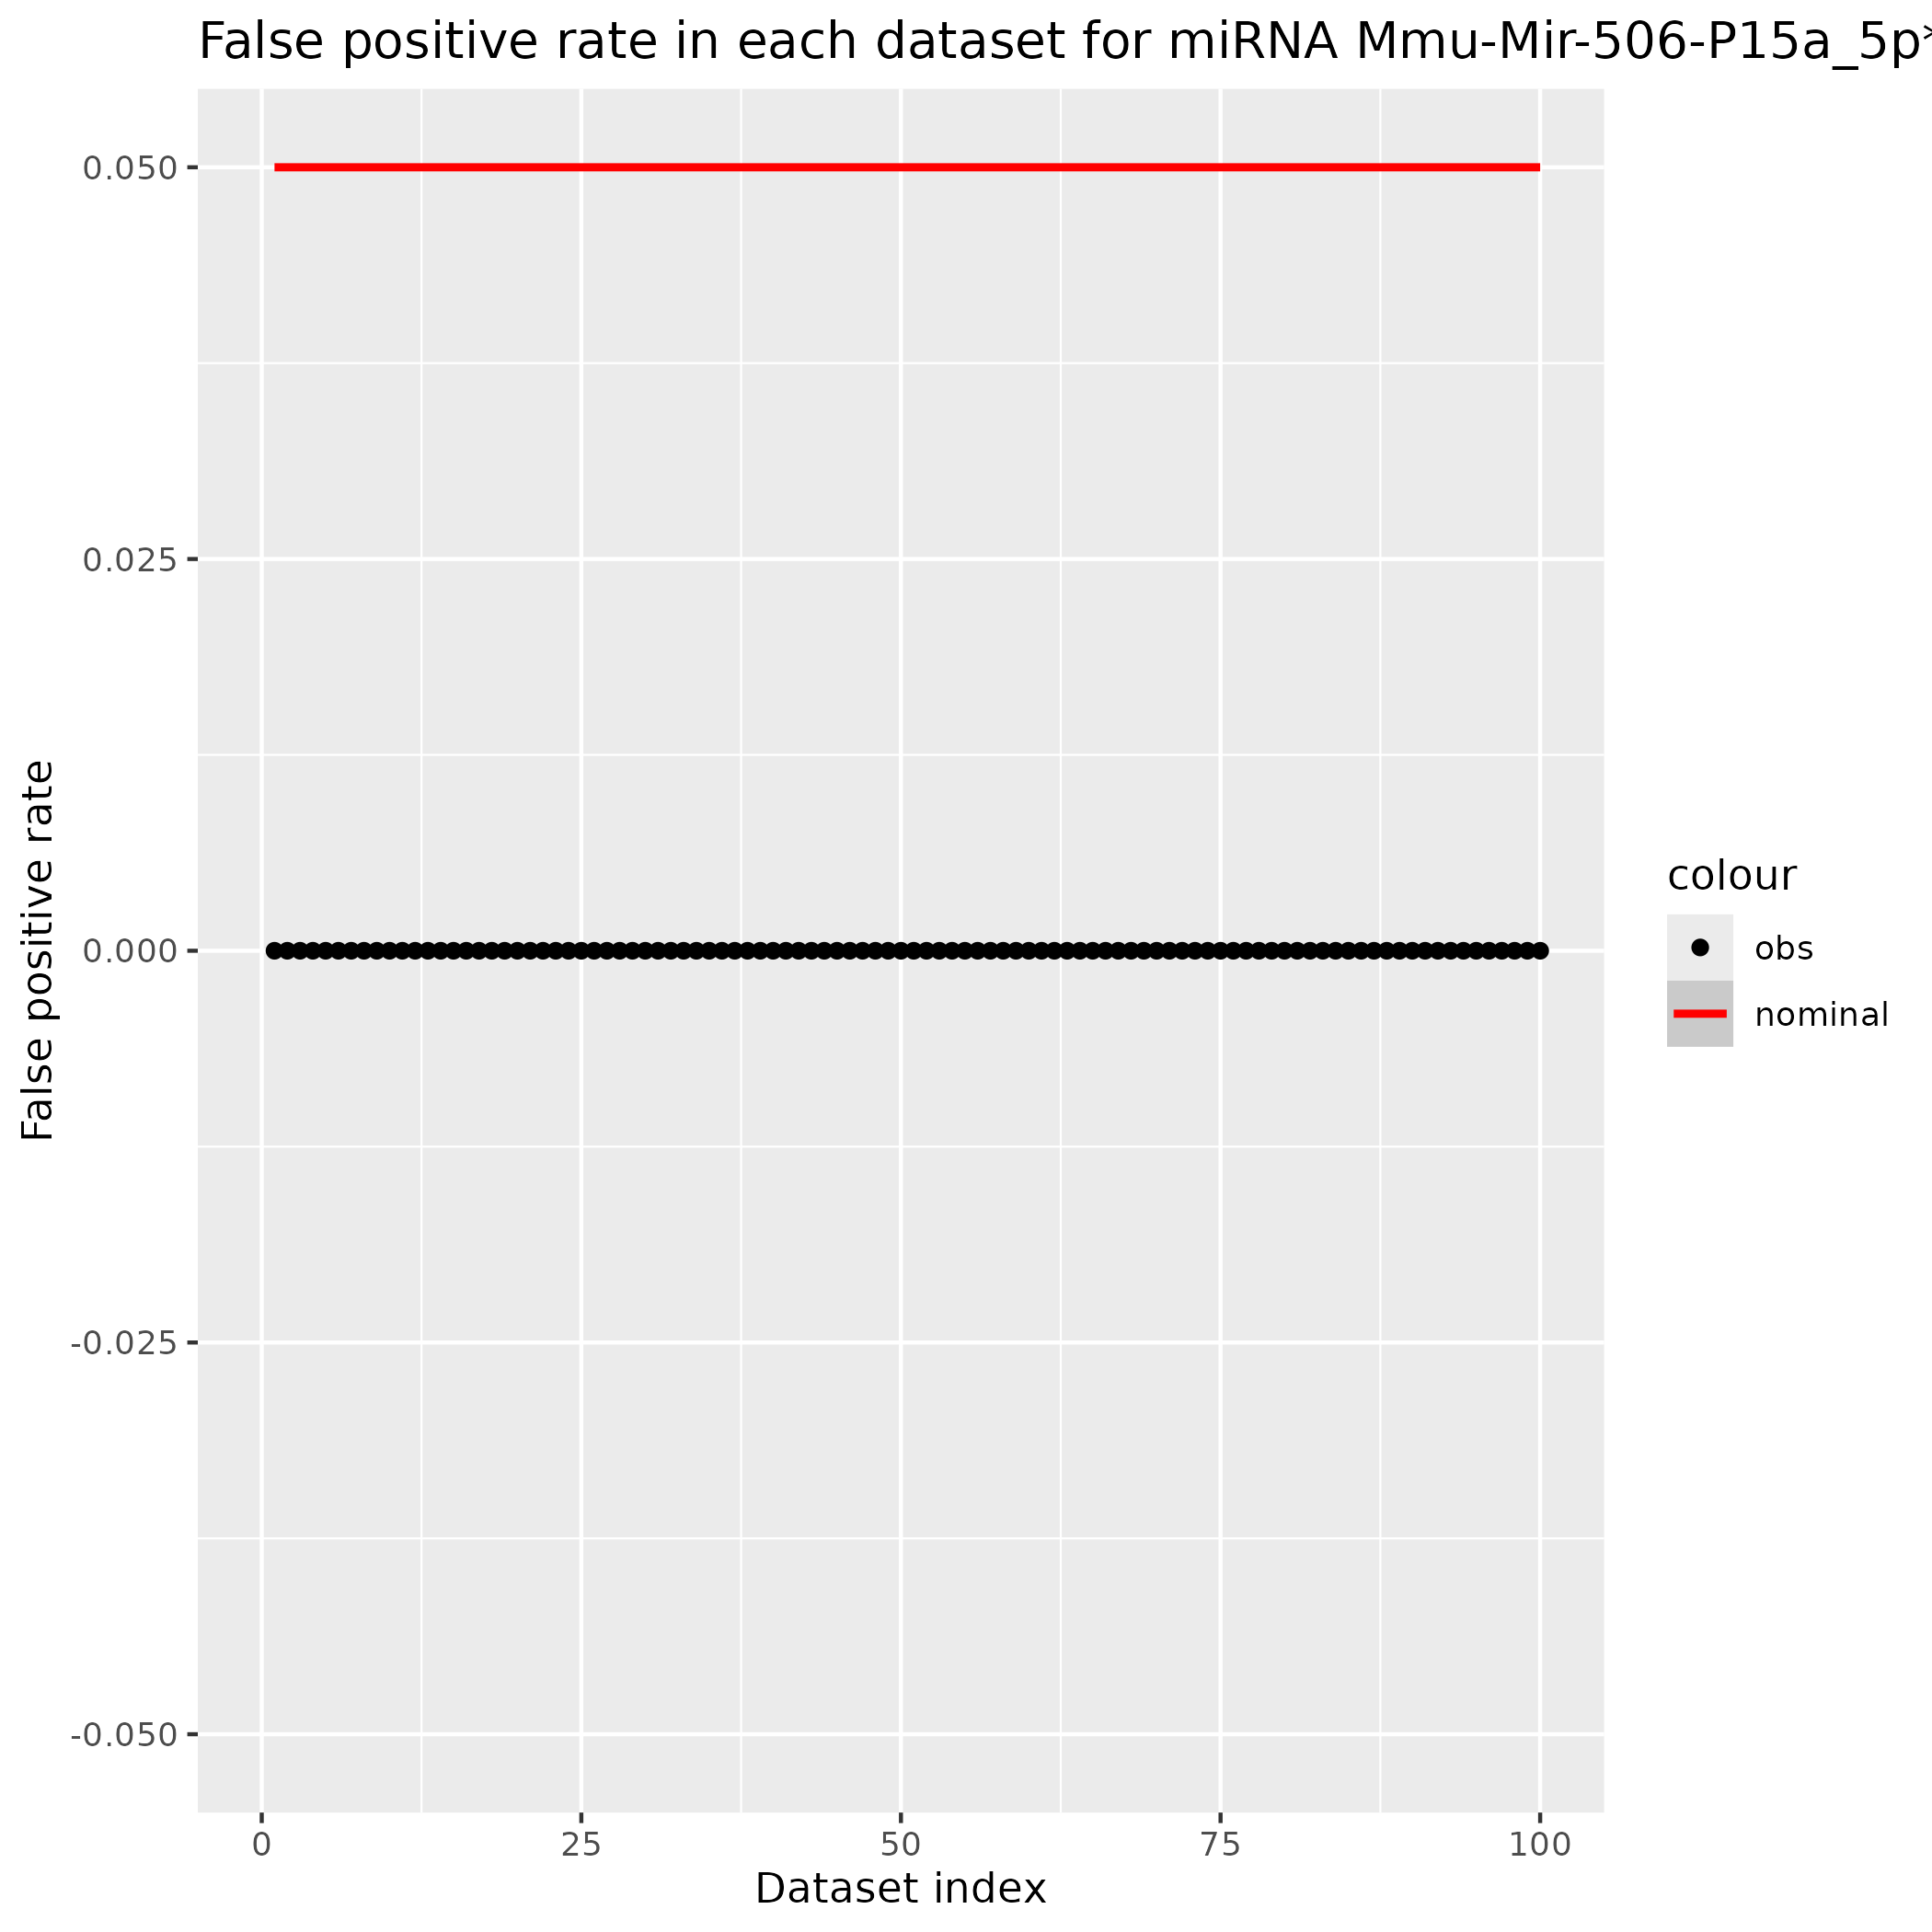 False positive rate in each dataset for miRNA Mmu-Mir-506-P15a_5p*
0.050
0.025
0.000
-0.025
-0.050
False positive rate
0 25 50 75 100
Dataset index
colour
obs
nominal